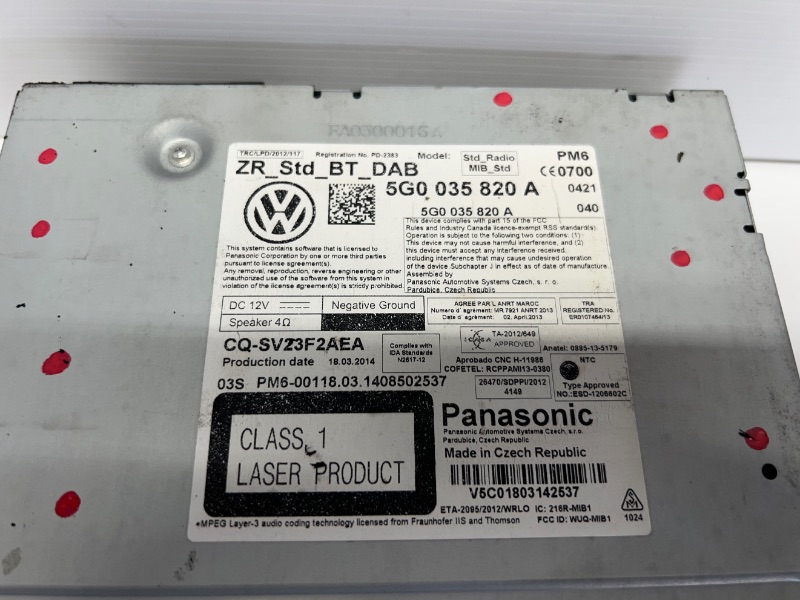 FA0300016A
TRC/LPD/2012/117 Registration No. PD-2383 Model: Std_Radio MIB_Std PM6
ZR_Std_BT_DAB CE0700
5G0 035 820 A 0421
5G0 035 820 A 040
This device complies with part 15 of the FCC
Rules and Industry Canada licence-exempt RSS standard(s).
Operation is subject to the following two conditions: (1)
This device may not cause harmful interference, and (2)
this device must accept any interference received,
including interference that may cause undesired operation
of the device Subchapter J in effect as of date of manufacture.
Assembled by
Panasonic Automotive Systems Czech, s. r. o.
Pardubice, Czech Republic
This system contains software that is licensed to
Panasonic Corporation by one or more third parties
pursuant to license agreement(s).
Any removal, reproduction, reverse engineering or other
unauthorized use of the software in this system is in
violation of the license agreement(s) and is prohibited.
DC 12V Negative Ground
Speaker 4Ω
AGREE PAR L'ANRT MAROC
Numero d'agrément: MR 7921 ANRT 2013
Date d'agrément: 02. April.2013
TRA
REGISTERED No.
ER0107464/13
CQ-SV23F2AEA
Production date 18.03.2014
Complies with
IDA Standards
N2617-12
ICASA TA-2012/649
APPROVED
Anatel: 0885-13-5179
Aprobado CNC H-11986
COFETEL: RCPPAMI13-0380
03S PM6-00118.03.1408502537
26470/SDPPI/2012
4149
NTC
Type Approved
NO.:ESD-1206602C
CLASS 1
LASER PRODUCT
Panasonic
Panasonic Automotive Systems Czech, s.r.o.
Pardubice, Czech Republic
Made in Czech Republic
V5C01803142537
ETA-2095/2012/WRLO IC: 216R-MIB1
FCC ID: WUQ-MIB1 1024
*MPEG Layer-3 audio coding technology licensed from Fraunhofer IIS and Thomson